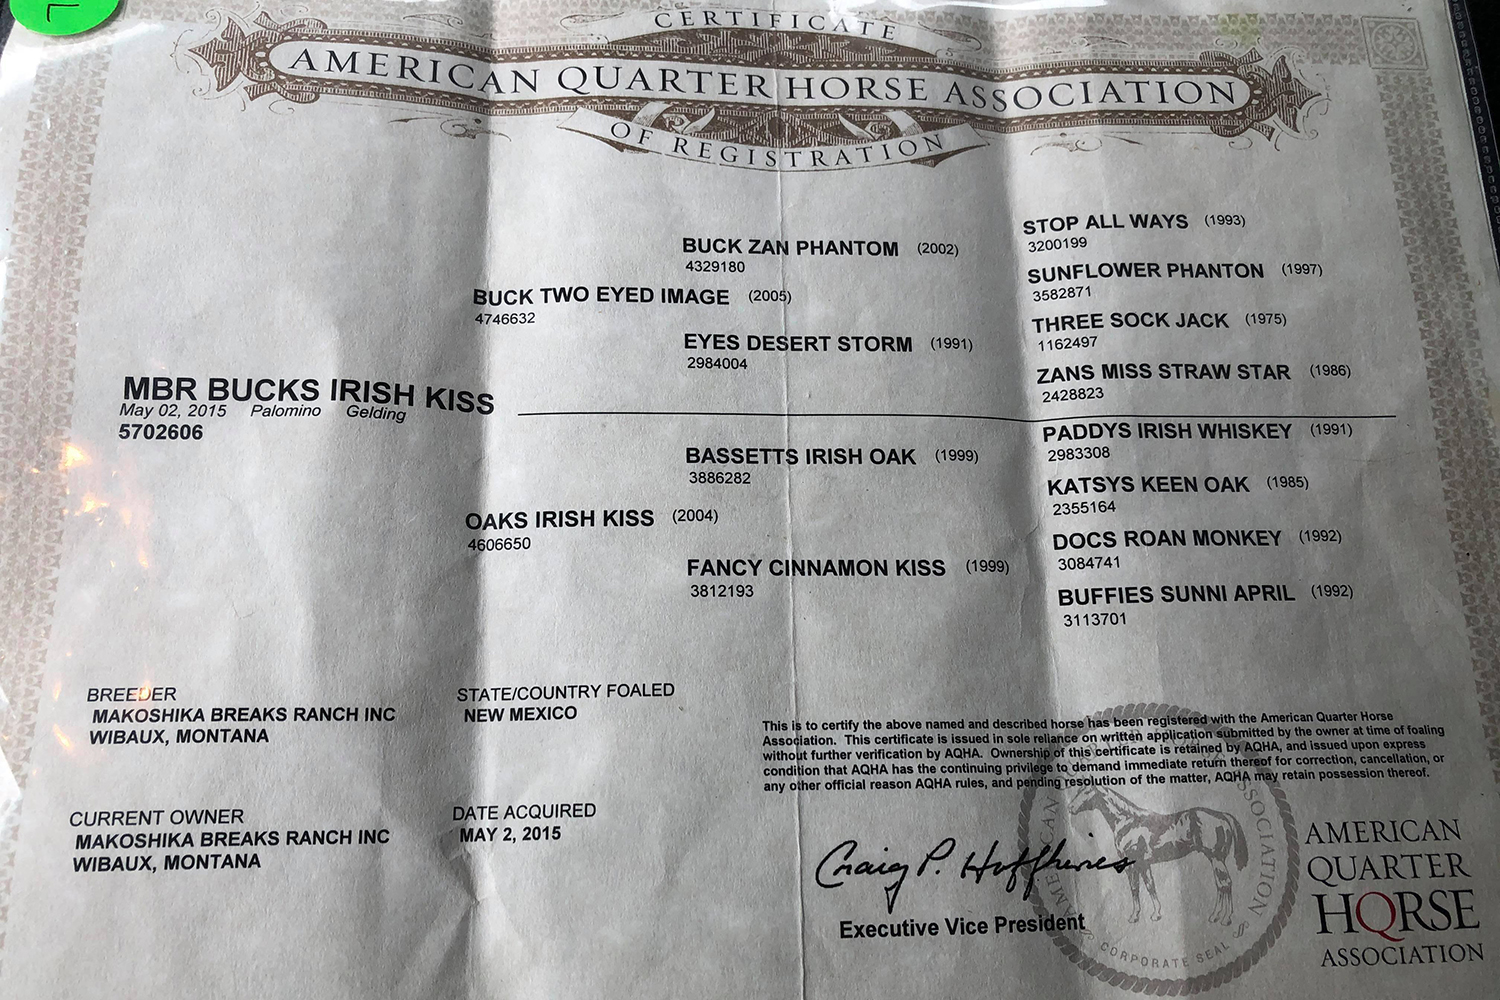 CERTIFICATE
AMERICAN QUARTER HORSE ASSOCIATION
OF REGISTRATION
STOP ALL WAYS (1993)
3200199
BUCK ZAN PHANTOM (2002)
4329180
SUNFLOWER PHANTON (1997)
3582871
BUCK TWO EYED IMAGE (2005)
4746632
THREE SOCK JACK (1975)
1162497
EYES DESERT STORM (1991)
2984004
ZANS MISS STRAW STAR (1986)
2428823
MBR BUCKS IRISH KISS
May 02, 2015 Palomino Gelding
5702606
PADDYS IRISH WHISKEY (1991)
2983308
BASSETTS IRISH OAK (1999)
3886282
KATSYS KEEN OAK (1985)
2355164
OAKS IRISH KISS (2004)
4606650
DOCS ROAN MONKEY (1992)
3084741
FANCY CINNAMON KISS (1999)
3812193
BUFFIES SUNNI APRIL (1992)
3113701
BREEDER
MAKOSHIKA BREAKS RANCH INC
WIBAUX, MONTANA
STATE/COUNTRY FOALED
NEW MEXICO
CURRENT OWNER
MAKOSHIKA BREAKS RANCH INC
WIBAUX, MONTANA
DATE ACQUIRED
MAY 2, 2015
This is to certify the above named and described horse has been registered with the American Quarter Horse
Association. This certificate is issued in sole reliance on written application submitted by the owner at time of foaling
without further verification by AQHA. Ownership of this certificate is retained by AQHA, and issued upon express
condition that AQHA has the continuing privilege to demand immediate return thereof for correction, cancellation, or
any other official reason AQHA rules, and pending resolution of the matter, AQHA may retain possession thereof.
Craig P. Huffhines
Executive Vice President
AMERICAN ASSOCIATION
CORPORATE SEAL
AMERICAN
QUARTER
HORSE
ASSOCIATION